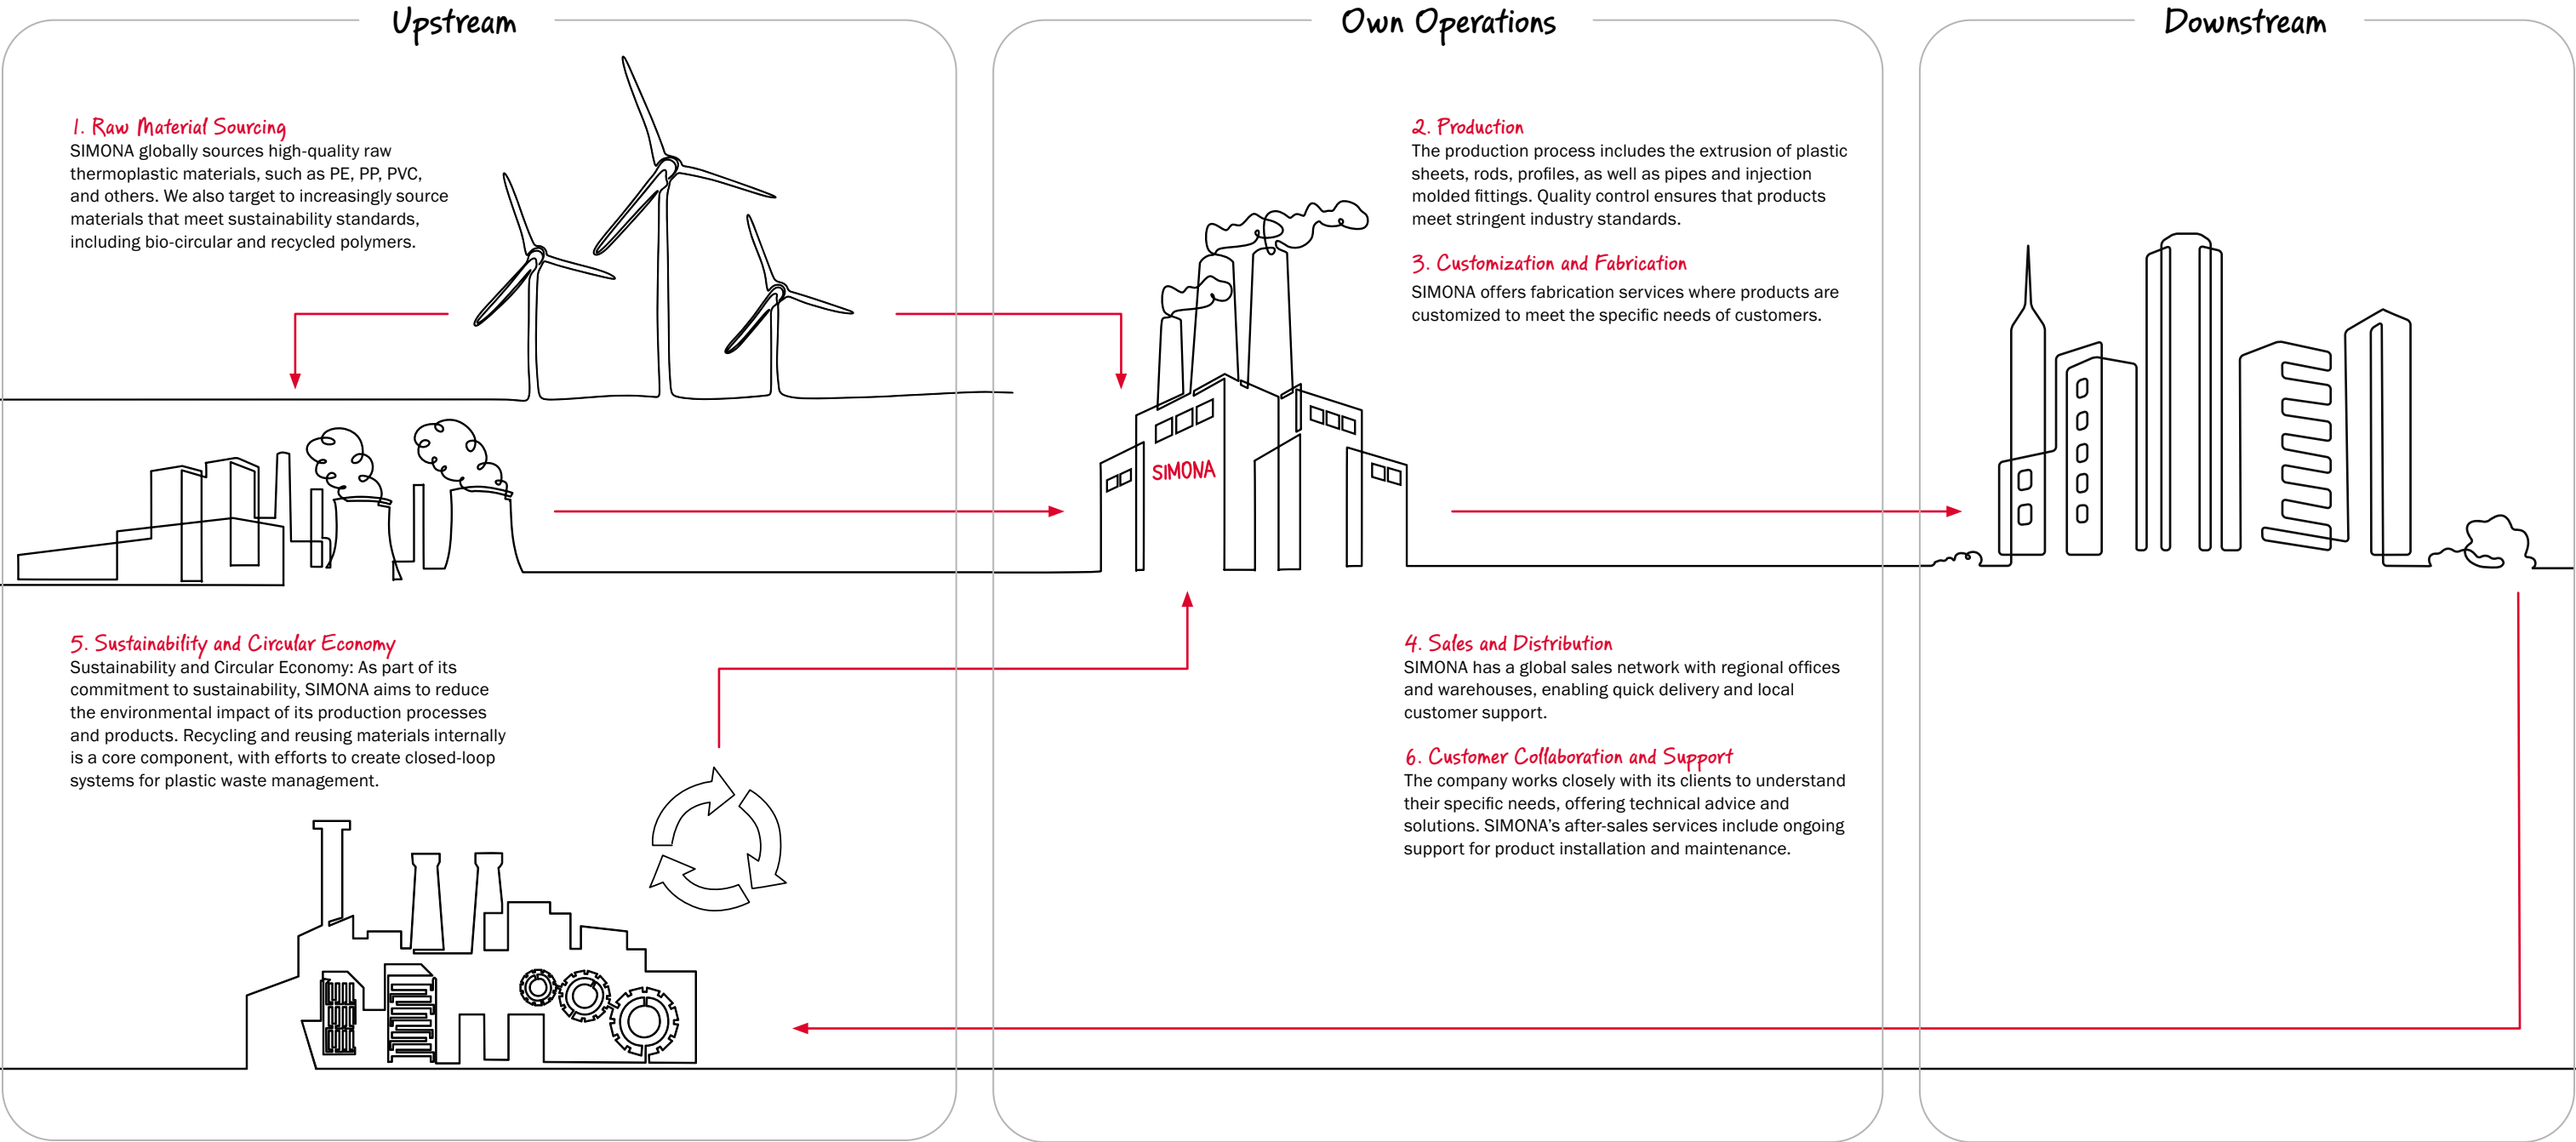 Upstream
Own Operations
Downstream
1. Raw Material Sourcing
SIMONA globally sources high-quality raw
thermoplastic materials, such as PE, PP, PVC,
and others. We also target to increasingly source
materials that meet sustainability standards,
including bio-circular and recycled polymers.
2. Production
The production process includes the extrusion of plastic
sheets, rods, profiles, as well as pipes and injection
molded fittings. Quality control ensures that products
meet stringent industry standards.
3. Customization and Fabrication
SIMONA offers fabrication services where products are
customized to meet the specific needs of customers.
SIMONA
5. Sustainability and Circular Economy
Sustainability and Circular Economy: As part of its
commitment to sustainability, SIMONA aims to reduce
the environmental impact of its production processes
and products. Recycling and reusing materials internally
is a core component, with efforts to create closed-loop
systems for plastic waste management.
4. Sales and Distribution
SIMONA has a global sales network with regional offices
and warehouses, enabling quick delivery and local
customer support.
6. Customer Collaboration and Support
The company works closely with its clients to understand
their specific needs, offering technical advice and
solutions. SIMONA's after-sales services include ongoing
support for product installation and maintenance.